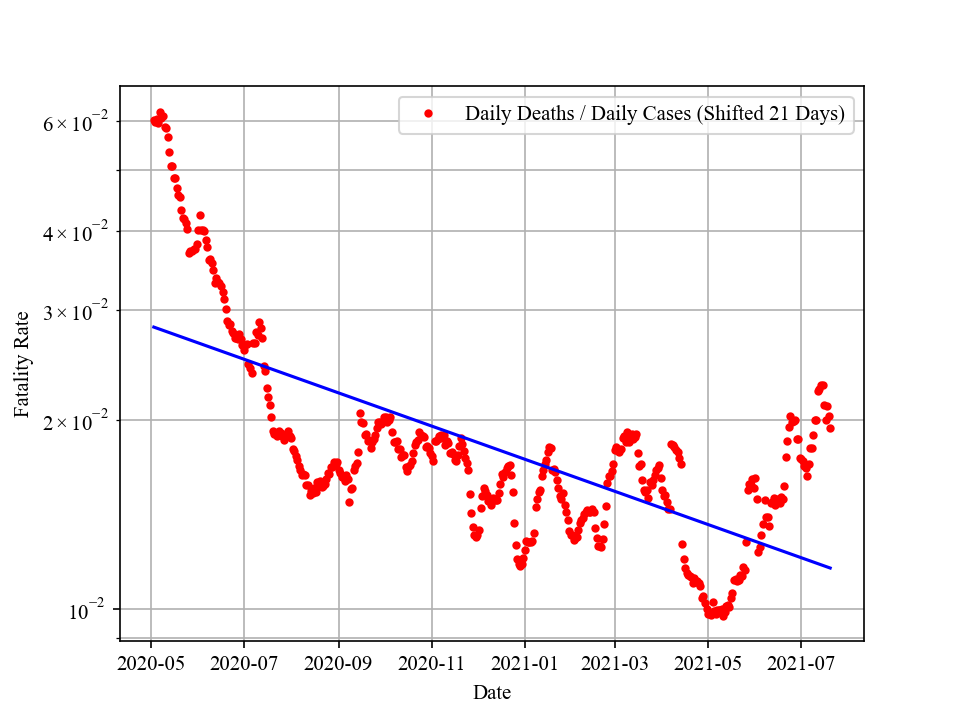 Daily Deaths / Daily Cases (Shifted 21 Days)
6 × 10⁻²
4 × 10⁻²
3 × 10⁻²
2 × 10⁻²
10⁻²
Fatality Rate
2020-05 2020-07 2020-09 2020-11 2021-01 2021-03 2021-05 2021-07
Date